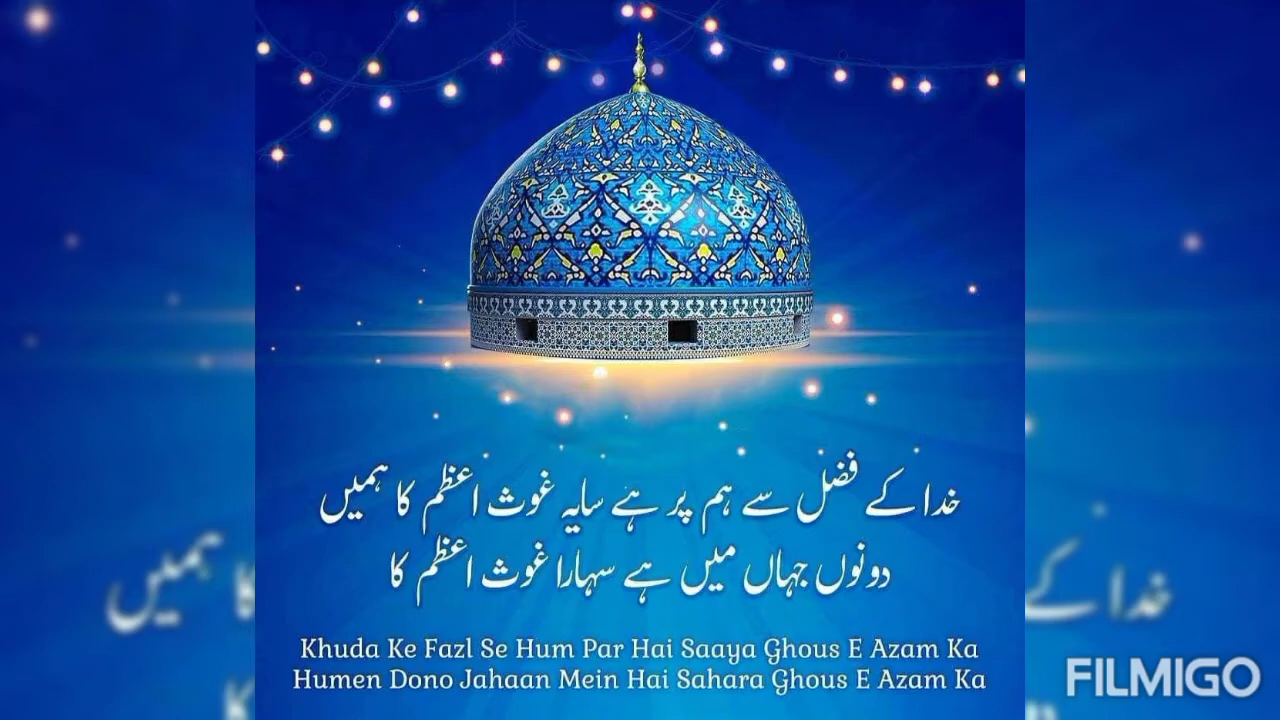 خدا کے فضل سے ہم پر ہے سایہ غوث اعظم کا ہمیں
دونوں جہاں میں ہے سہارا غوث اعظم کا
Khuda Ke Fazl Se Hum Par Hai Saaya Ghous E Azam Ka
Humen Dono Jahaan Mein Hai Sahara Ghous E Azam Ka
FILMIGO